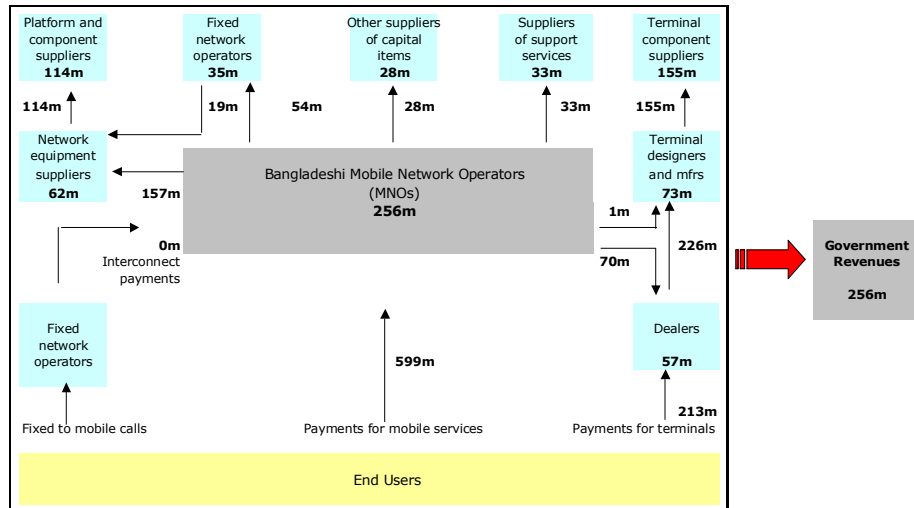 Platform and
component
suppliers
114m
Fixed
network
operators
35m
Other suppliers
of capital
items
28m
Suppliers
of support
services
33m
Terminal
component
suppliers
155m
114m
19m
54m
28m
33m
155m
Network
equipment
suppliers
62m
157m
Bangladeshi Mobile Network Operators
(MNOs)
256m
Terminal
designers
and mfrs
73m
1m
0m
Interconnect
payments
70m
226m
Government
Revenues
256m
Fixed
network
operators
599m
Dealers
57m
213m
Fixed to mobile calls
Payments for mobile services
Payments for terminals
End Users